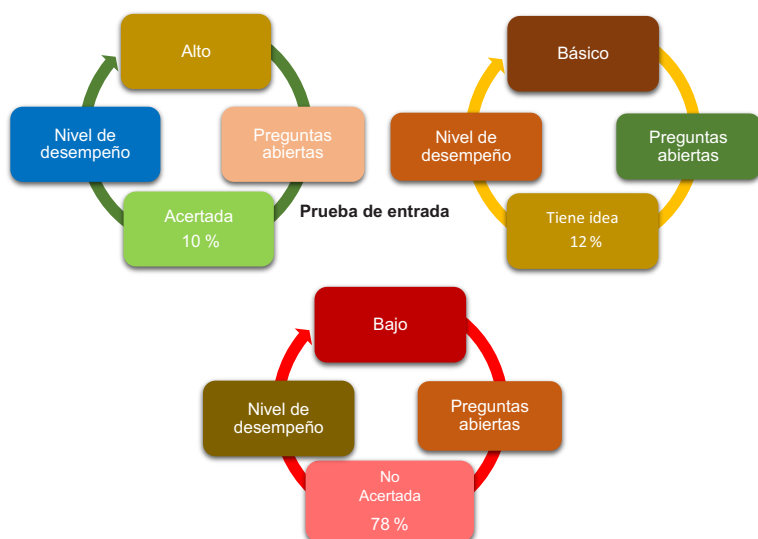 Alto
Nivel de
desempeño
Preguntas
abiertas
Acertada
10 %
Básico
Nivel de
desempeño
Preguntas
abiertas
Tiene idea
12 %
Prueba de entrada
Bajo
Nivel de
desempeño
Preguntas
abiertas
No
Acertada
78 %